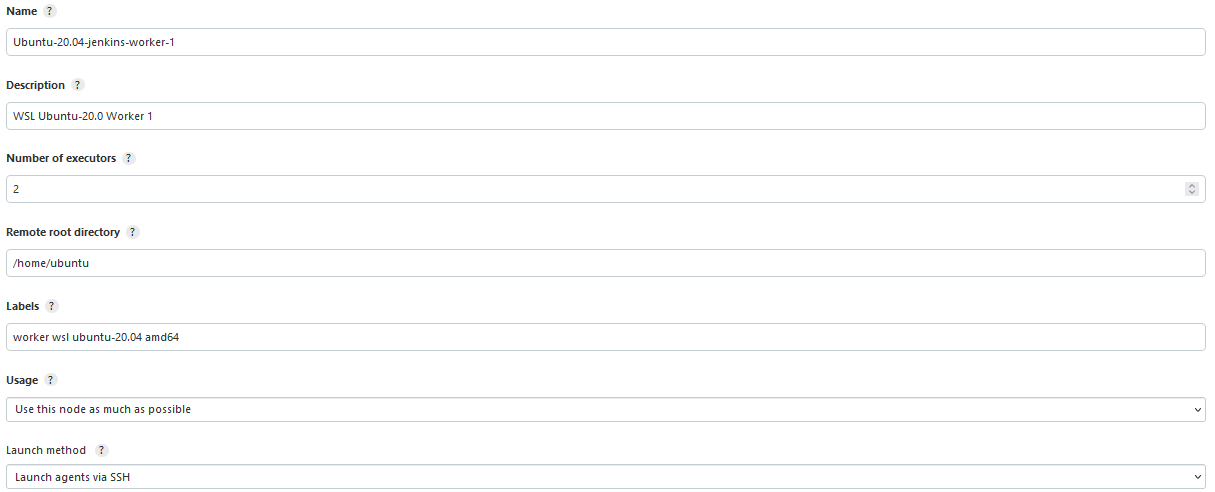 Name ?
Ubuntu-20.04-jenkins-worker-1
Description ?
WSL Ubuntu-20.0 Worker 1
Number of executors ?
2
Remote root directory ?
/home/ubuntu
Labels ?
worker wsl ubuntu-20.04 amd64
Usage ?
Use this node as much as possible
Launch method ?
Launch agents via SSH